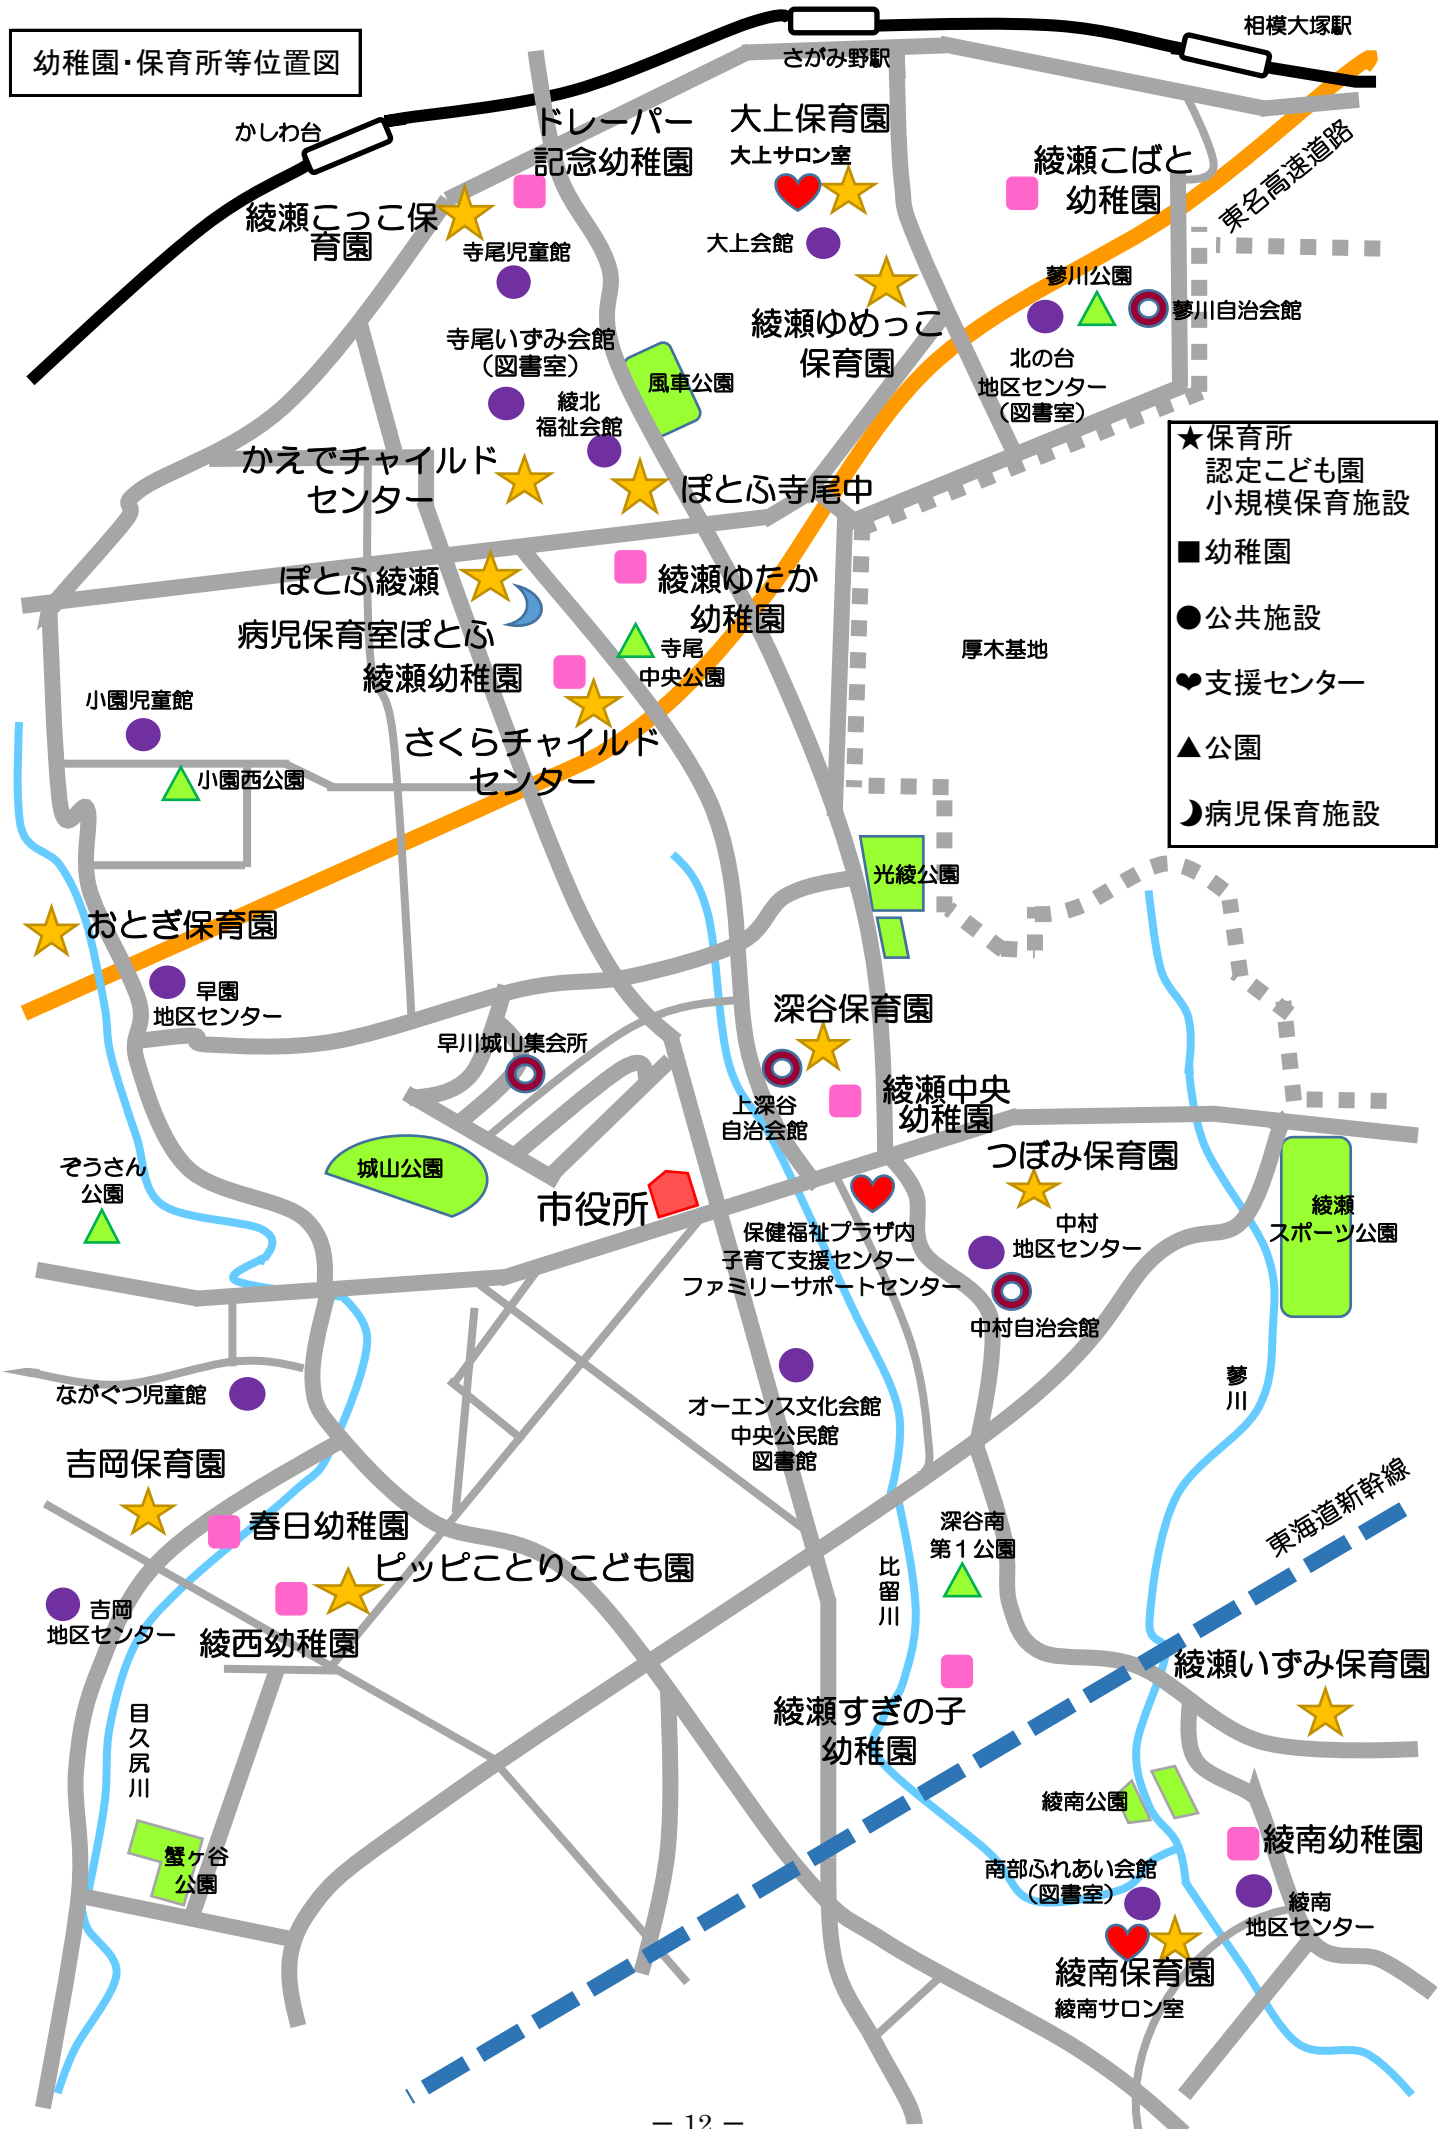 幼稚園・保育所等位置図
相模大塚駅
さがみ野駅
かしわ台
東名高速道路
ドレーパー
記念幼稚園
大上保育園
大上サロン室
綾瀬こばと
幼稚園
綾瀬こっこ保
育園
寺尾児童館
大上会館
蓼川公園
蓼川自治会館
綾瀬ゆめっこ
保育園
寺尾いずみ会館
（図書室）
北の台
地区センター
（図書室）
風車公園
綾北
福祉会館
かえでチャイルド
センター
ぽとふ寺尾中
★保育所
認定こども園
小規模保育施設
■幼稚園
●公共施設
❤支援センター
▲公園
病児保育施設
ぽとふ綾瀬
綾瀬ゆたか
幼稚園
病児保育室ぽとふ
寺尾
中央公園
綾瀬幼稚園
厚木基地
小園児童館
さくらチャイルド
センター
小園西公園
光綾公園
おとぎ保育園
早園
地区センター
深谷保育園
早川城山集会所
上深谷
自治会館
綾瀬中央
幼稚園
つぼみ保育園
ぞうさん
公園
城山公園
市役所
綾瀬
スポーツ公園
中村
地区センター
保健福祉プラザ内
子育て支援センター
ファミリーサポートセンター
中村自治会館
ながぐつ児童館
オーエンス文化会館
中央公民館
図書館
蓼川
吉岡保育園
東海道新幹線
春日幼稚園
深谷南
第１公園
ピッピことりこども園
比留川
吉岡
地区センター
綾西幼稚園
綾瀬いずみ保育園
綾瀬すぎの子
幼稚園
目久尻川
綾南公園
綾南幼稚園
蟹ヶ谷
公園
南部ふれあい会館
（図書室）
綾南
地区センター
綾南保育園
綾南サロン室
－ 12 －